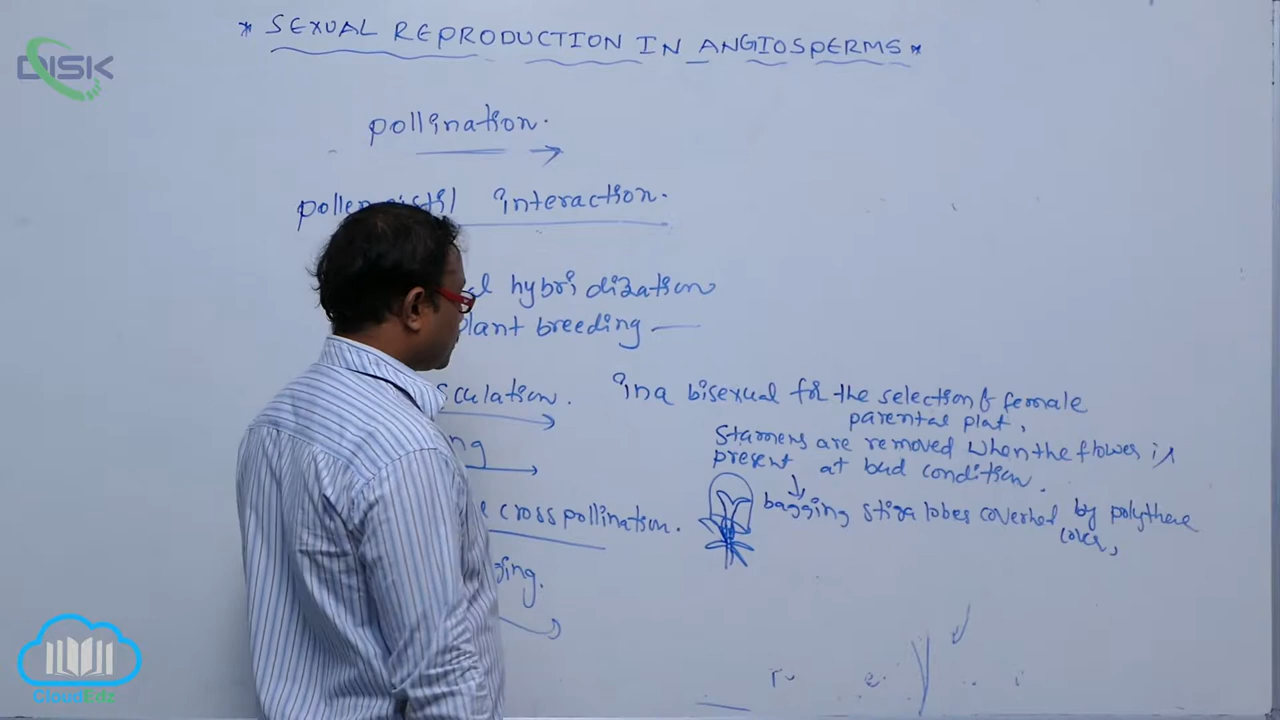 * SEXUAL REPRODUCTION IN ANGIOSPERMS *
DISK
pollination.
interaction.
hybridization
plant breeding
ina bisexual for the selection of female
parental plat,
Stamens are removed when the flower is
present at bud condition.
bagging stiga lobes coverhed by polythene
cover,
cross pollination.
CloudEdz